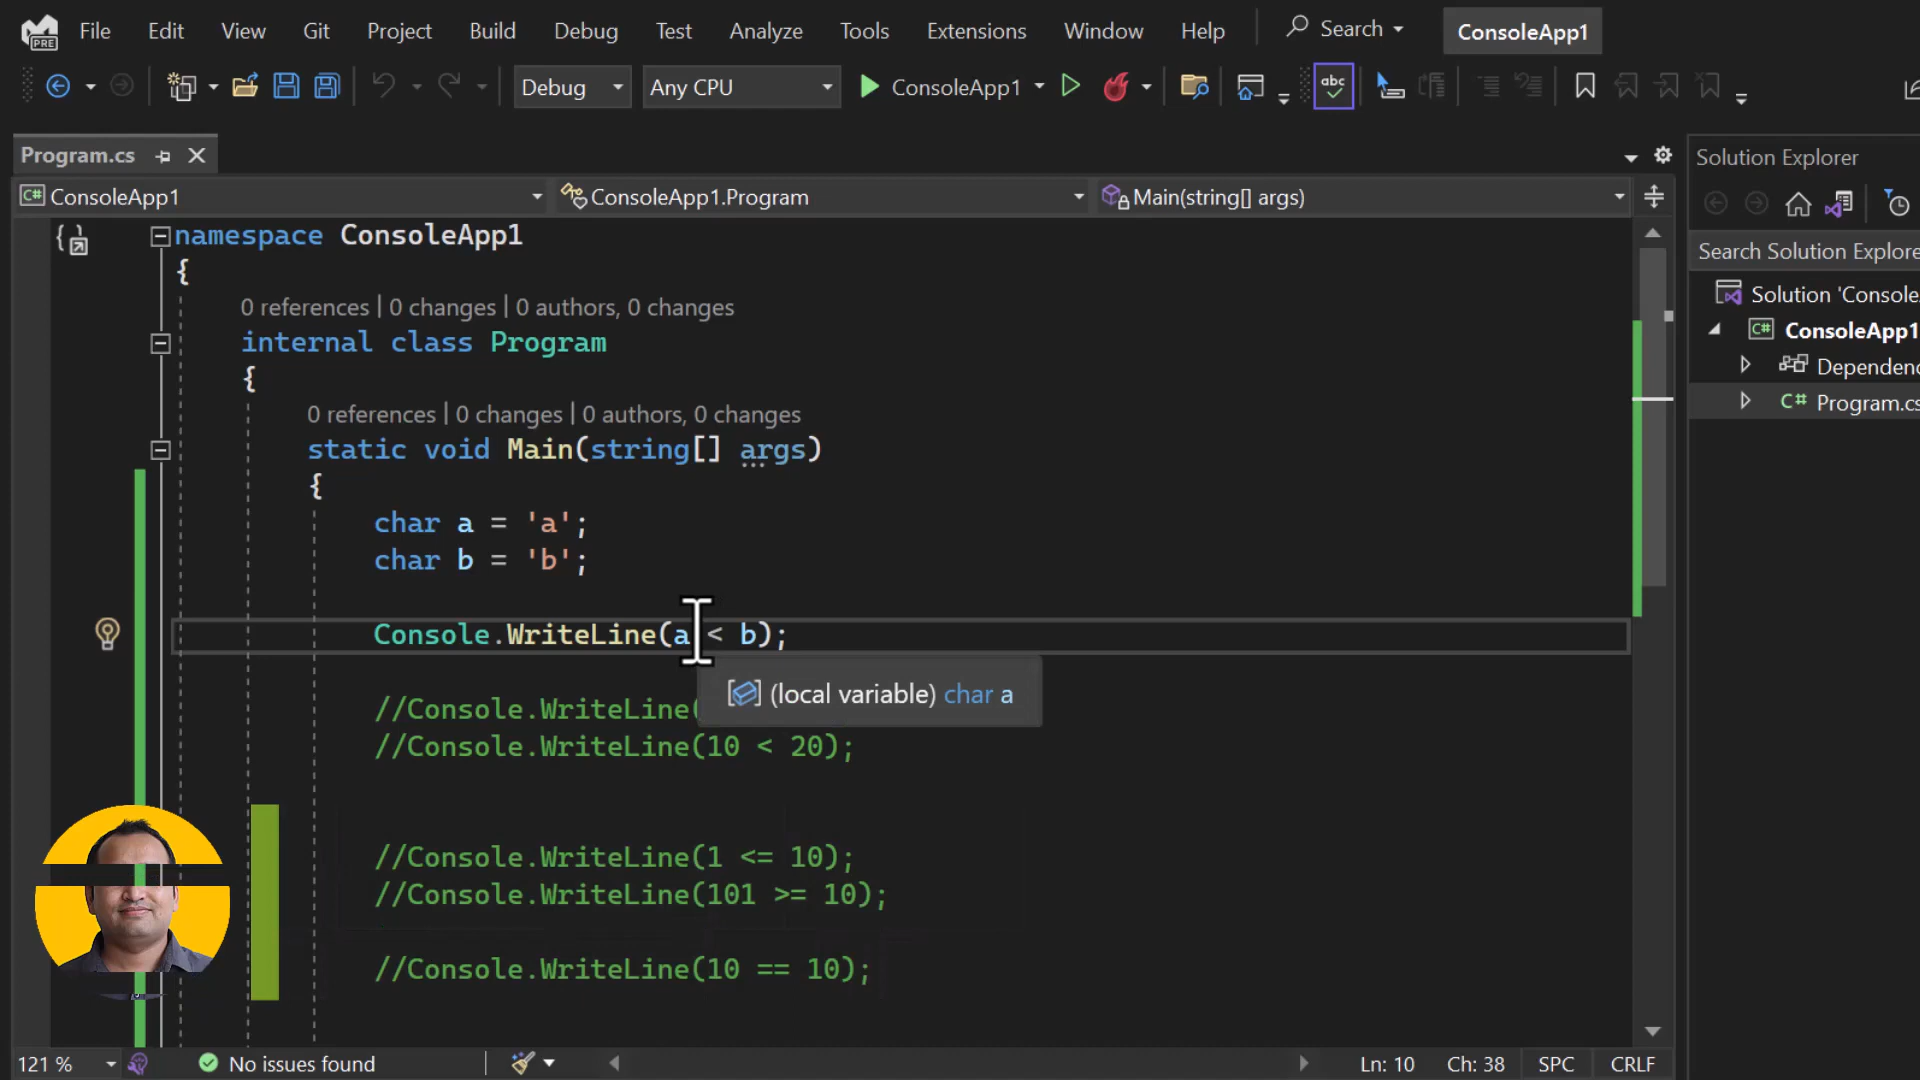 File Edit View Git Project Build Debug Test Analyze Tools Extensions Window Help Search ConsoleApp1
PRE
Debug Any CPU ConsoleApp1 abc
Program.cs
Solution Explorer
C# ConsoleApp1 ConsoleApp1.Program Main(string[] args)
namespace ConsoleApp1
{
0 references | 0 changes | 0 authors, 0 changes
internal class Program
{
0 references | 0 changes | 0 authors, 0 changes
static void Main(string[] args)
{
char a = 'a';
char b = 'b';
Console.WriteLine(a < b);
(local variable) char a
//Console.WriteLine(
//Console.WriteLine(10 < 20);
//Console.WriteLine(1 <= 10);
//Console.WriteLine(101 >= 10);
//Console.WriteLine(10 == 10);
Search Solution Explore
Solution 'Console
C# ConsoleApp1
Dependenc
C# Program.cs
121 % No issues found Ln: 10 Ch: 38 SPC CRLF